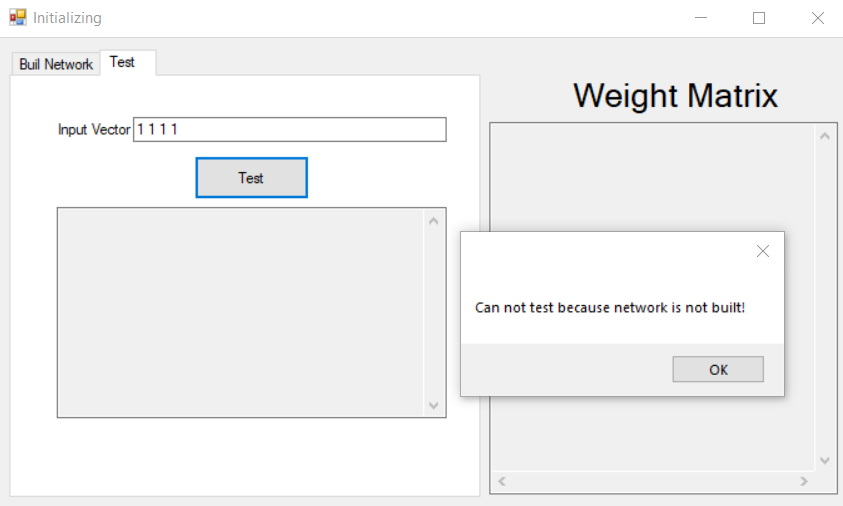 Initializing
Buil Network
Test
Weight Matrix
Input Vector
1 1 1 1
Test
Can not test because network is not built!
OK